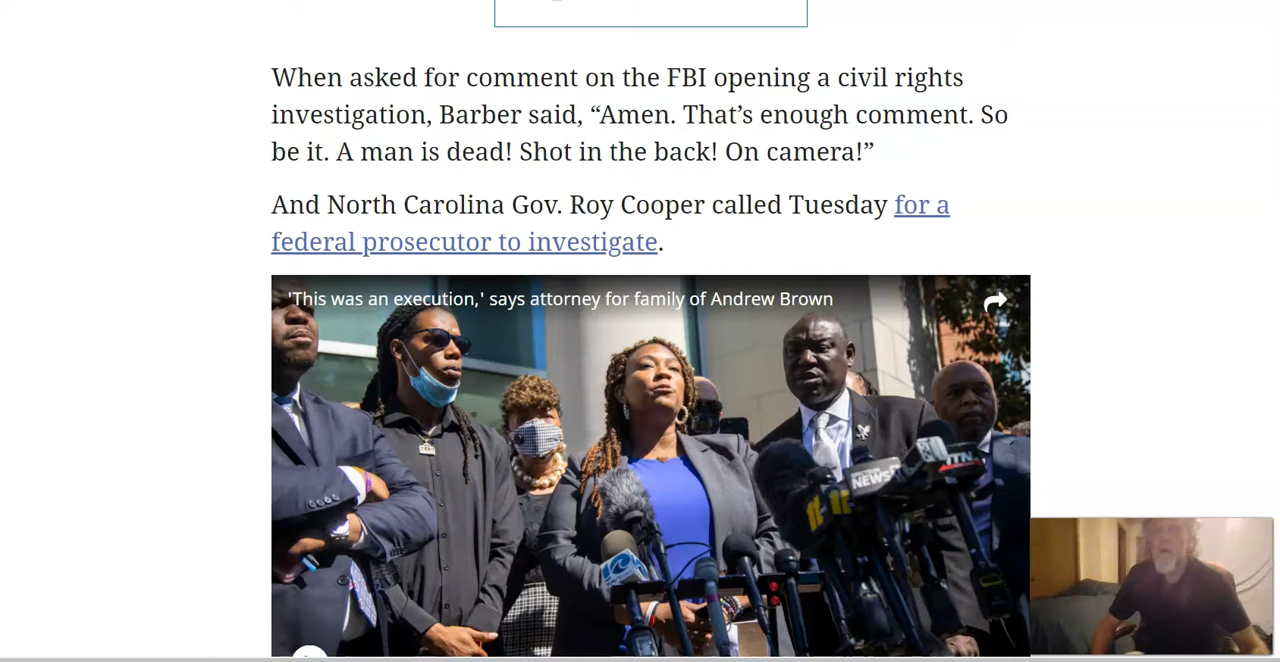 When asked for comment on the FBI opening a civil rights
investigation, Barber said, “Amen. That’s enough comment. So
be it. A man is dead! Shot in the back! On camera!”
And North Carolina Gov. Roy Cooper called Tuesday for a
federal prosecutor to investigate.
'This was an execution,' says attorney for family of Andrew Brown
NEWS
11